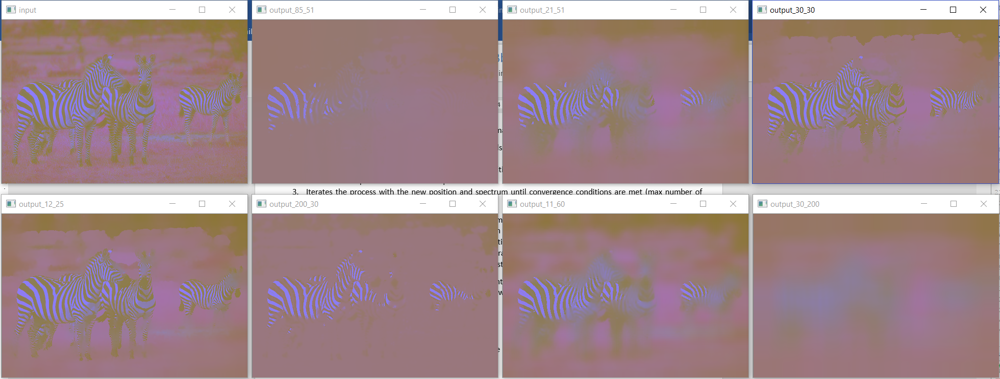 input
output_85_51
output_21_51
output_30_30
3. Iterates the process with the new position and spectrum until convergence conditions are met (max number of
output_12_25
output_200_30
output_11_60
output_30_200